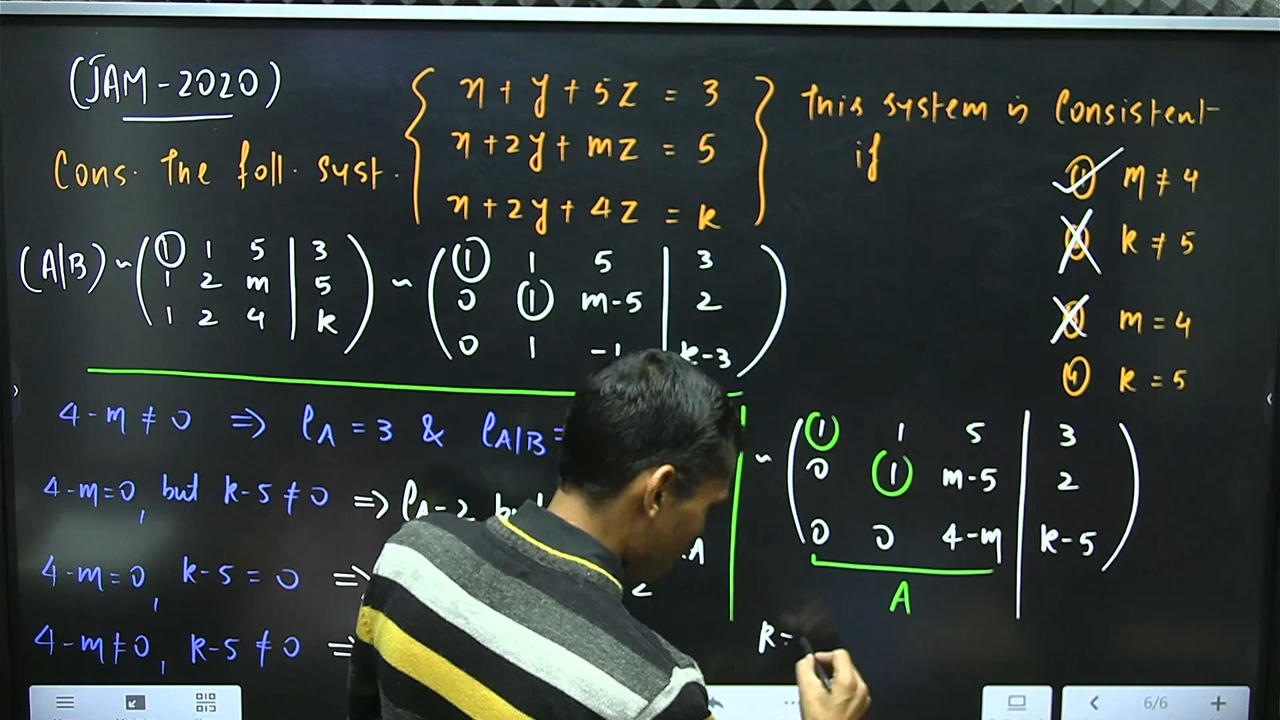 (JAM-2020)
Cons. The foll. syst.
x + y + 5z = 3
x + 2y + mz = 5
x + 2y + 4z = k
This system is Consistent
if
① m ≠ 4
k ≠ 5
m = 4
④ k = 5
(A|B) ~ ( 1 1 5 | 3 ) ~ ( 1 1 5 | 3 )
1 2 m | 5 0 1 m-5 | 2
1 2 4 | k 0 1 -1 | k-3
4-m ≠ 0 ⇒ ρA = 3 & ρA|B =
4-m=0, but k-5 ≠ 0 ⇒ ρA=2
4-m=0, k-5 = 0 ⇒
4-m≠0, k-5 ≠ 0 ⇒
~ ( 1 1 5 | 3 )
0 1 m-5 | 2
0 0 4-m | k-5
A
k=
6/6